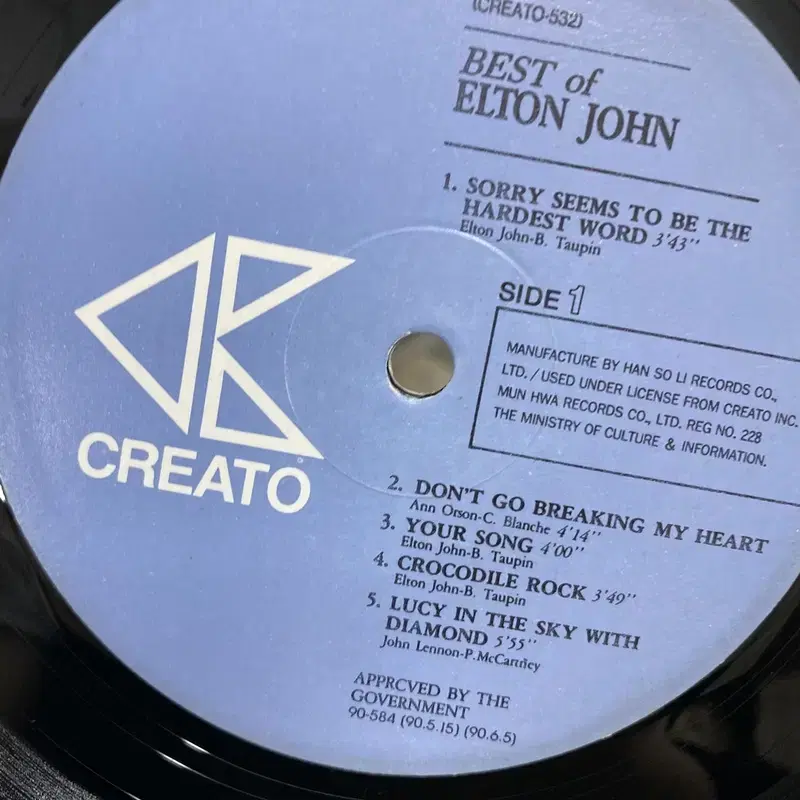 (CREATO-532)
BEST of
ELTON JOHN
1. SORRY SEEMS TO BE THE
HARDEST WORD 3'43"
Elton John-B. Taupin
SIDE 1
MANUFACTURE BY HAN SO LI RECORDS CO.,
LTD./USED UNDER LICENSE FROM CREATO INC.
MUN HWA RECORDS CO., LTD. REG NO. 228
THE MINISTRY OF CULTURE & INFORMATION.
CREATO
2. DON'T GO BREAKING MY HEART
Ann Orson-C. Blanche 4'14"
3. YOUR SONG 4'00"
Elton John-B. Taupin
4. CROCODILE ROCK 3'49"
Elton John-B. Taupin
5. LUCY IN THE SKY WITH
DIAMOND 5'55"
John Lennon-P.McCartney
APPRCVED BY THE
GOVERNMENT
90-584 (90.5.15) (90.6.5)